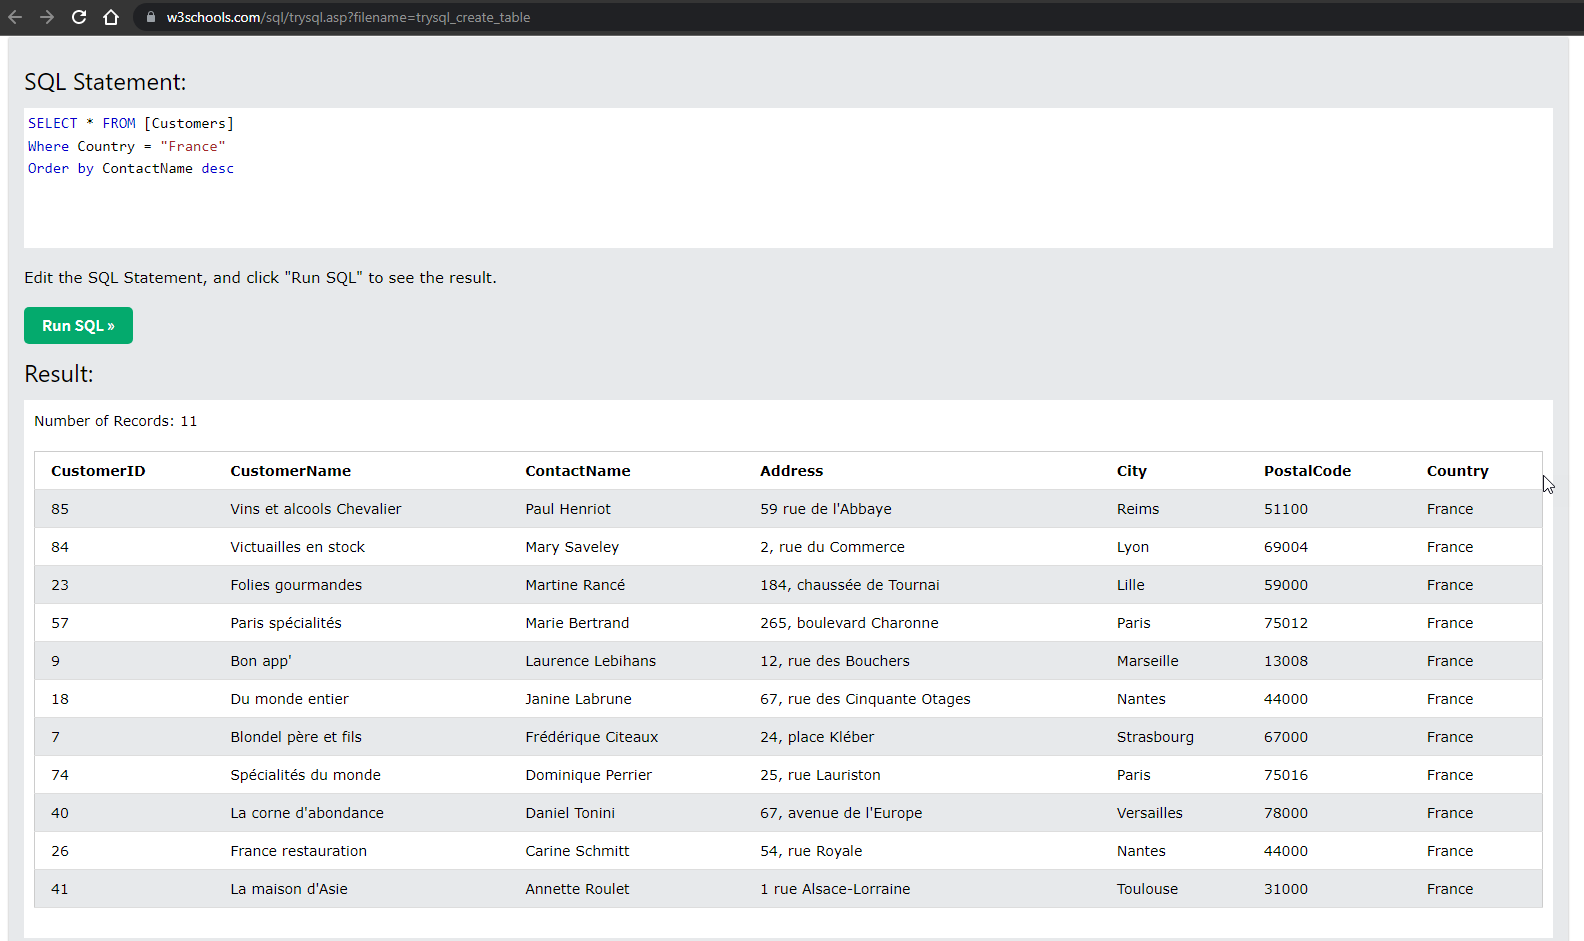 w3schools.com/sql/trysql.asp?filename=trysql_create_table
SQL Statement:
SELECT * FROM [Customers]
Where Country = "France"
Order by ContactName desc
Edit the SQL Statement, and click "Run SQL" to see the result.
Run SQL »
Result:
Number of Records: 11
CustomerID CustomerName ContactName Address City PostalCode Country
85 Vins et alcools Chevalier Paul Henriot 59 rue de l'Abbaye Reims 51100 France
84 Victuailles en stock Mary Saveley 2, rue du Commerce Lyon 69004 France
23 Folies gourmandes Martine Rancé 184, chaussée de Tournai Lille 59000 France
57 Paris spécialités Marie Bertrand 265, boulevard Charonne Paris 75012 France
9 Bon app' Laurence Lebihans 12, rue des Bouchers Marseille 13008 France
18 Du monde entier Janine Labrune 67, rue des Cinquante Otages Nantes 44000 France
7 Blondel père et fils Frédérique Citeaux 24, place Kléber Strasbourg 67000 France
74 Spécialités du monde Dominique Perrier 25, rue Lauriston Paris 75016 France
40 La corne d'abondance Daniel Tonini 67, avenue de l'Europe Versailles 78000 France
26 France restauration Carine Schmitt 54, rue Royale Nantes 44000 France
41 La maison d'Asie Annette Roulet 1 rue Alsace-Lorraine Toulouse 31000 France